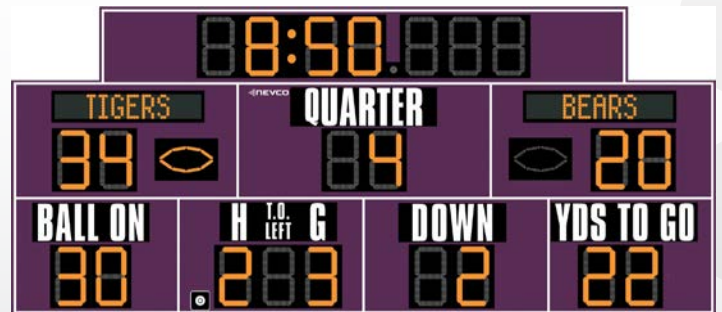 8:50
TIGERS
NEVCO
QUARTER
BEARS
34
4
20
BALL ON
H T.O. LEFT G
DOWN
YDS TO GO
30
2 3
2
22